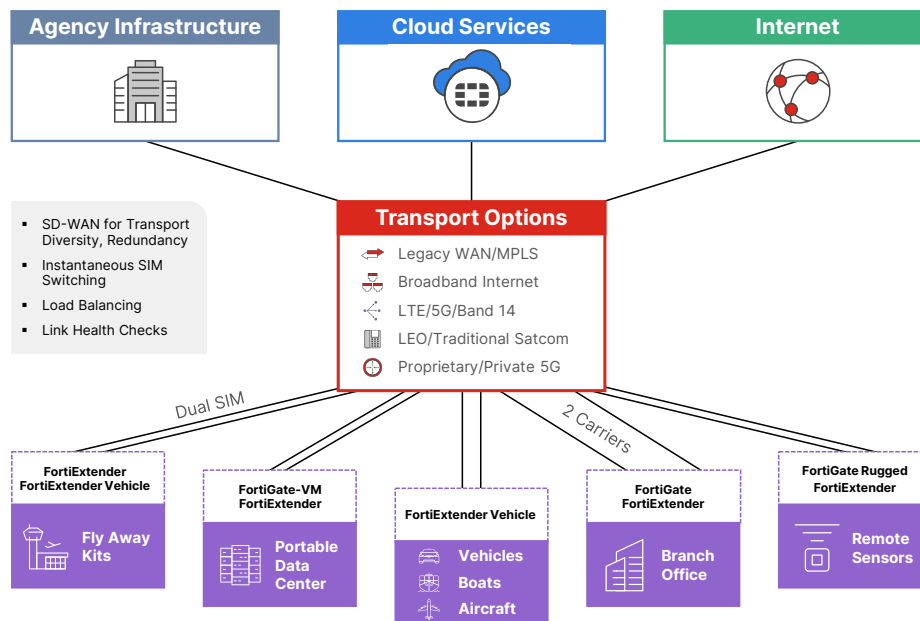 Agency Infrastructure
Cloud Services
Internet
SD-WAN for Transport
Diversity, Redundancy
Instantaneous SIM
Switching
Load Balancing
Link Health Checks
Transport Options
Legacy WAN/MPLS
Broadband Internet
LTE/5G/Band 14
LEO/Traditional Satcom
Proprietary/Private 5G
Dual SIM
2 Carriers
FortiExtender
FortiExtender Vehicle
Fly Away
Kits
FortiGate-VM
FortiExtender
Portable
Data
Center
FortiExtender Vehicle
Vehicles
Boats
Aircraft
FortiGate
FortiExtender
Branch
Office
FortiGate Rugged
FortiExtender
Remote
Sensors